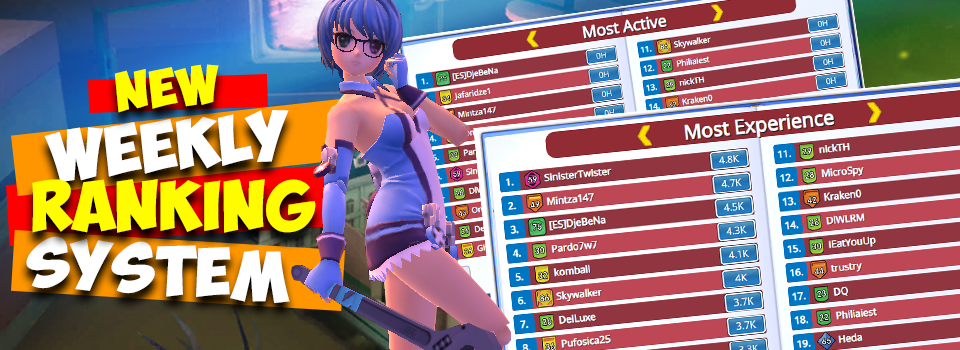 NEW
WEEKLY
RANKING
SYSTEM
Most Active
1. [ES]DjeBeNa 0H
Jafaridze1 0H
Mintza147 0H
11. Skywalker 0H
12. Philiaiest 0H
13. nickTH 0H
14. Kraken0
Most Experience
1. SinisterTwister 4.8K
2. Mintza147 4.7K
3. [ES]DjeBeNa 4.5K
4. Pardo7w7 4.3K
5. komball 4.1K
6. Skywalker 4K
7. DelLuxe 3.7K
8. Pufosica25 3.7K
3.3K
11. nickTH
12. MicroSpy
13. Kraken0
14. DIWLRM
15. IEatYouUp
16. trustry
17. DQ
18. Philiaiest
19. Heda